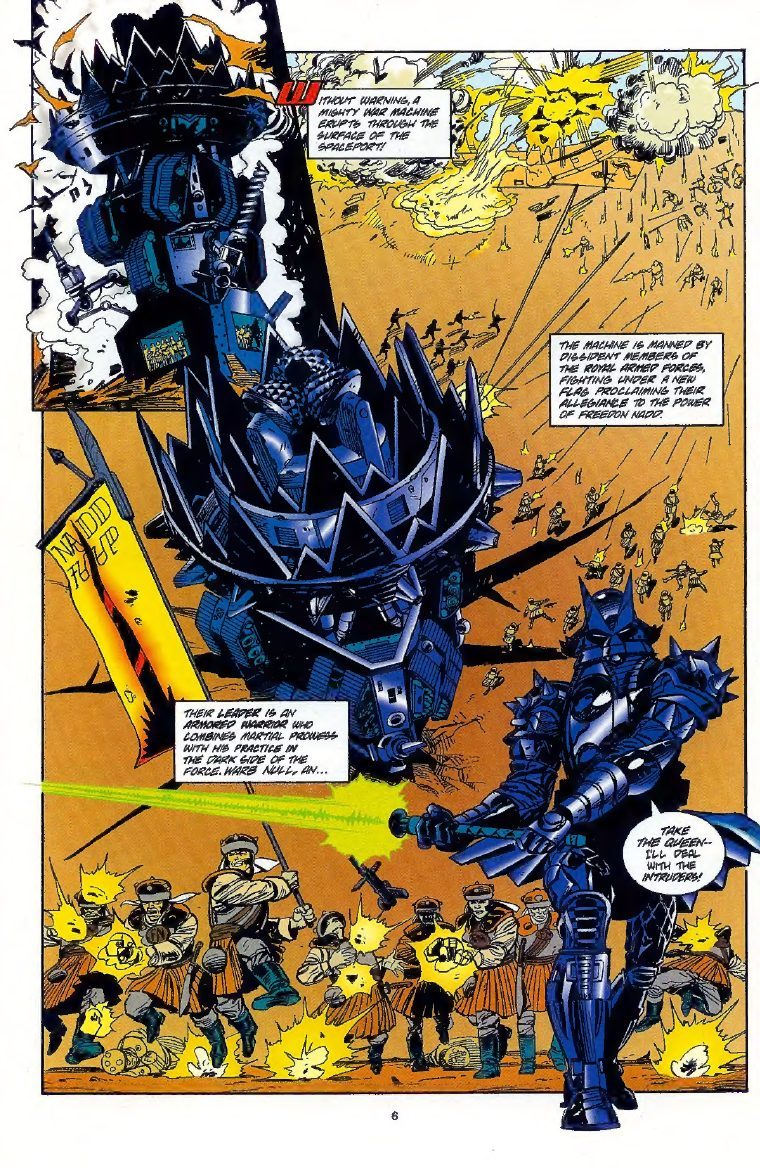 WITHOUT WARNING, A
MIGHTY WAR MACHINE
ERUPTS THROUGH THE
SURFACE OF THE
SPACEPORT!
THE MACHINE IS MANNED BY
DISSIDENT MEMBERS OF
THE ROYAL ARMED FORCES,
FIGHTING UNDER A NEW
FLAG PROCLAIMING THEIR
ALLEGIANCE TO THE POWER
OF FREEDON NADD.
NADD
UP
THEIR LEADER IS AN
ARMORED WARRIOR WHO
COMBINES MARTIAL PROWESS
WITH HIS PRACTICE IN
THE DARK SIDE OF THE
FORCE. WARB NULL, AN...
TAKE
THE QUEEN--
I'LL DEAL
WITH THE
INTRUDERS!
6